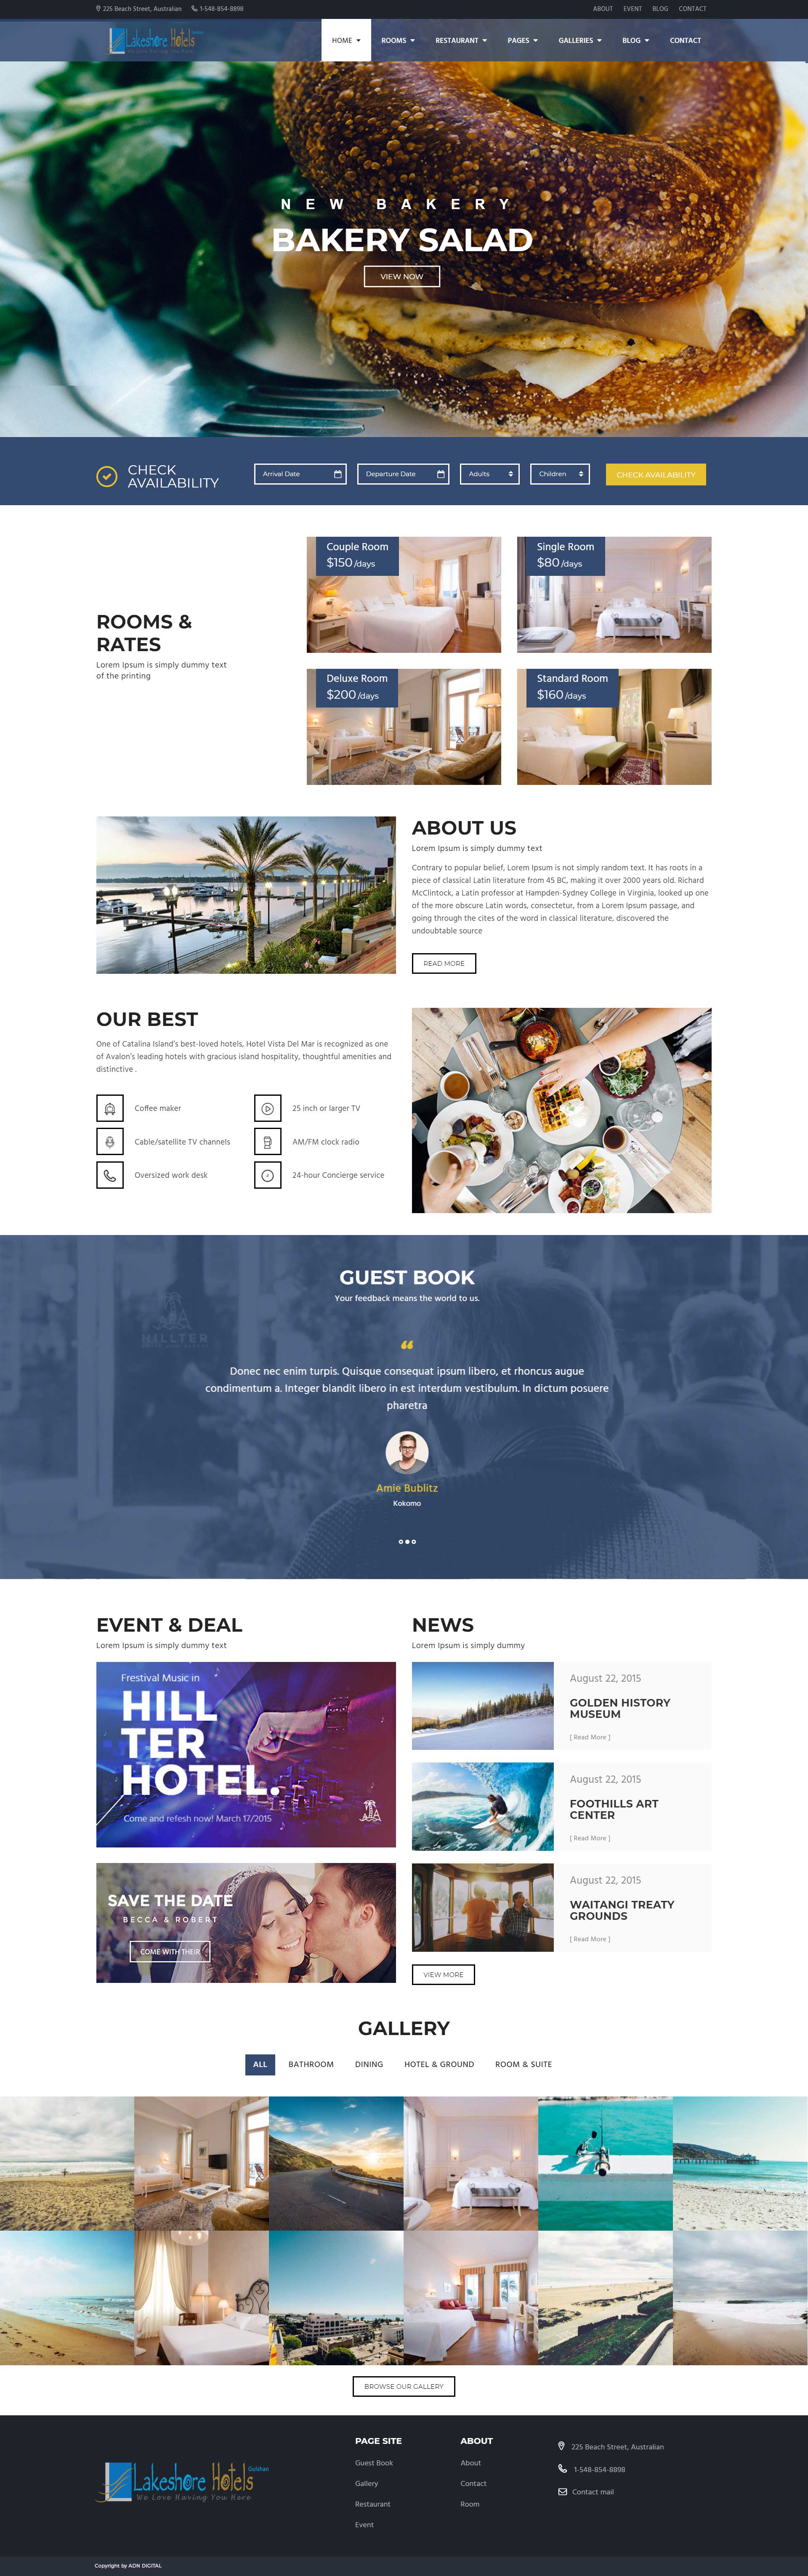 225 Beach Street, Australian 1-548-854-8898
ABOUT EVENT BLOG CONTACT
Lakeshore Hotels
HOME ROOMS RESTAURANT PAGES GALLERIES BLOG CONTACT
NEW BAKERY
BAKERY SALAD
VIEW NOW
CHECK
AVAILABILITY
Arrival Date
Departure Date
Adults
Children
CHECK AVAILABILITY
ROOMS &
RATES
Lorem Ipsum is simply dummy text
of the printing
Couple Room
$150 /days
Single Room
$80 /days
Deluxe Room
$200 /days
Standard Room
$160 /days
ABOUT US
Lorem Ipsum is simply dummy text
Contrary to popular belief, Lorem Ipsum is not simply random text. It has roots in a
piece of classical Latin literature from 45 BC, making it over 2000 years old. Richard
McClintock, a Latin professor at Hampden-Sydney College in Virginia, looked up one
of the more obscure Latin words, consectetur, from a Lorem Ipsum passage, and
going through the cites of the word in classical literature, discovered the
undoubtable source
READ MORE
OUR BEST
One of Catalina Island's best-loved hotels, Hotel Vista Del Mar is recognized as one
of Avalon's leading hotels with gracious island hospitality, thoughtful amenities and
distinctive .
Coffee maker
25 inch or larger TV
Cable/satellite TV channels
AM/FM clock radio
Oversized work desk
24-hour Concierge service
GUEST BOOK
Your feedback means the world to us.
HILLTER
“
Donec nec enim turpis. Quisque consequat ipsum libero, et rhoncus augue
condimentum a. Integer blandit libero in est interdum vestibulum. In dictum posuere
pharetra
Amie Bublitz
Kokomo
EVENT & DEAL
Lorem Ipsum is simply dummy text
Frestival Music in
HILL
TER
HOTEL.
Come and refesh now! March 17/2015
SAVE THE DATE
BECCA & ROBERT
COME WITH THEIR
NEWS
Lorem Ipsum is simply dummy
August 22, 2015
GOLDEN HISTORY
MUSEUM
[ Read More ]
August 22, 2015
FOOTHILLS ART
CENTER
[ Read More ]
August 22, 2015
WAITANGI TREATY
GROUNDS
[ Read More ]
VIEW MORE
GALLERY
ALL BATHROOM DINING HOTEL & GROUND ROOM & SUITE
BROWSE OUR GALLERY
Lakeshore Hotels Gulshan
We Love Having You Here
PAGE SITE
Guest Book
Gallery
Restaurant
Event
ABOUT
About
Contact
Room
225 Beach Street, Australian
1-548-854-8898
Contact mail
Copyright by ADN DIGITAL